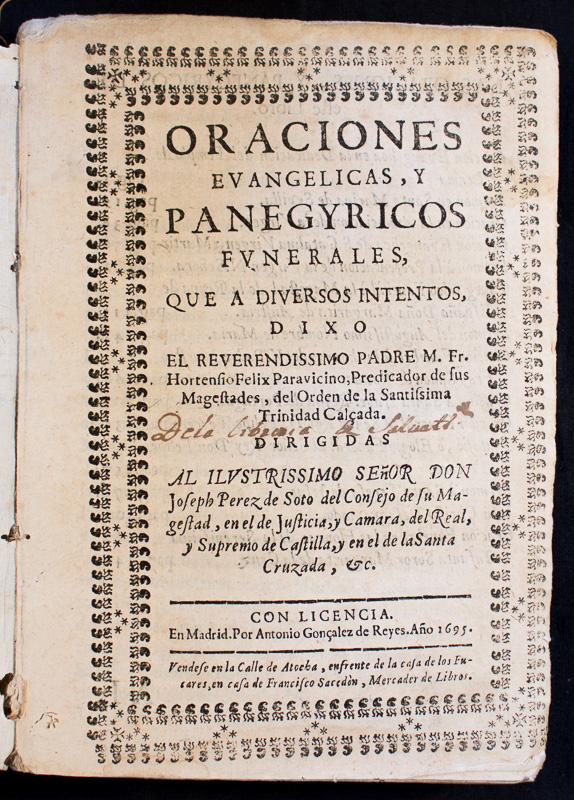 ORACIONES
EVANGELICAS, Y
PANEGYRICOS
FVNERALES,
QUE A DIVERSOS INTENTOS,
DIXO
EL REVERENDISSIMO PADRE M. Fr.
Hortensio Felix Paravicino, Predicador de sus
Magestades, del Orden de la Santissima
Trinidad Calçada.
De la libreria de
DIRIGIDAS
AL ILVSTRISSIMO SEñOR DON
Joseph Perez de Soto del Consejo de su Ma-
gestad, en el de Justicia, y Camara, del Real,
y Supremo de Castilla, y en el de la Santa
Cruzada, &c.
CON LICENCIA.
En Madrid. Por Antonio Gonçalez de Reyes. Año 1695.
Vendese en la Calle de Atocha, enfrente de la casa de los Fu-
cares, en casa de Francisco Sacedòn, Mercader de Libros.